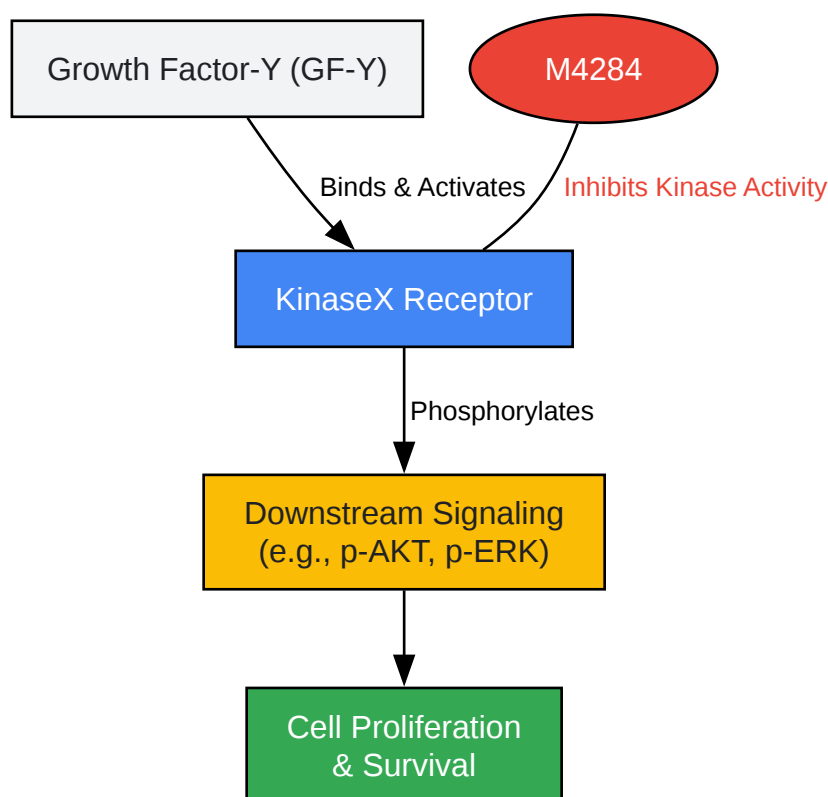 Growth Factor-Y (GF-Y)
M4284
Binds & Activates
Inhibits Kinase Activity
KinaseX Receptor
Phosphorylates
Downstream Signaling
(e.g., p-AKT, p-ERK)
Cell Proliferation
& Survival